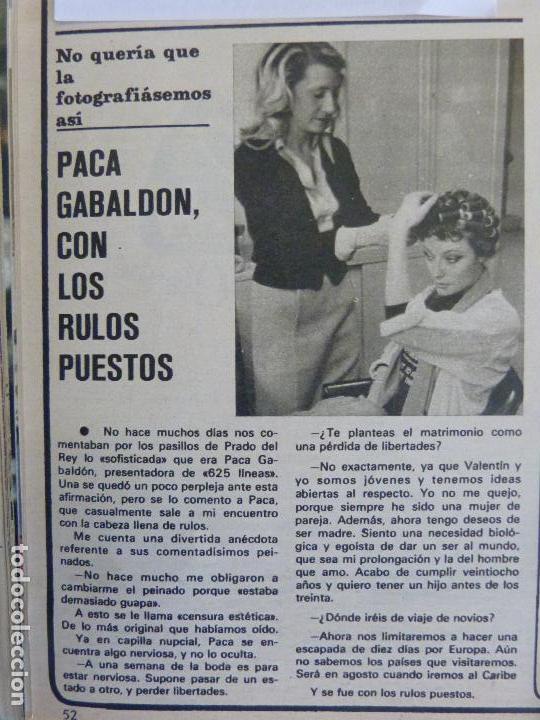 No quería que
la
fotografiásemos
así
PACA
GABALDON,
CON
LOS
RULOS
PUESTOS
● No hace muchos días nos co-
mentaban por los pasillos de Prado del
Rey lo «sofisticada» que era Paca Ga-
baldón, presentadora de «625 líneas».
Una se quedó un poco perpleja ante esta
afirmación, pero se lo comento a Paca,
que casualmente sale a mi encuentro
con la cabeza llena de rulos.
Me cuenta una divertida anécdota
referente a sus comentadísimos pei-
nados.
—No hace mucho me obligaron a
cambiarme el peinado porque «estaba
demasiado guapa».
A esto se le llama «censura estética».
De lo más original que habíamos oído.
Ya en capilla nupcial, Paca se en-
cuentra algo nerviosa, y no lo oculta.
—A una semana de la boda es para
estar nerviosa. Supone pasar de un es-
tado a otro, y perder libertades.
—¿Te planteas el matrimonio como
una pérdida de libertades?
—No exactamente, ya que Valentín y
yo somos jóvenes y tenemos ideas
abiertas al respecto. Yo no me quejo,
porque siempre he sido una mujer de
pareja. Además, ahora tengo deseos de
ser madre. Siento una necesidad bioló-
gica y egoista de dar un ser al mundo,
que sea mi prolongación y la del hombre
que amo. Acabo de cumplir veintiocho
años y quiero tener un hijo antes de los
treinta.
—¿Dónde iréis de viaje de novios?
—Ahora nos limitaremos a hacer una
escapada de diez días por Europa. Aún
no sabemos los países que visitaremos.
Será en agosto cuando iremos al Caribe
Y se fue con los rulos puestos.
52
todocoleccion.net